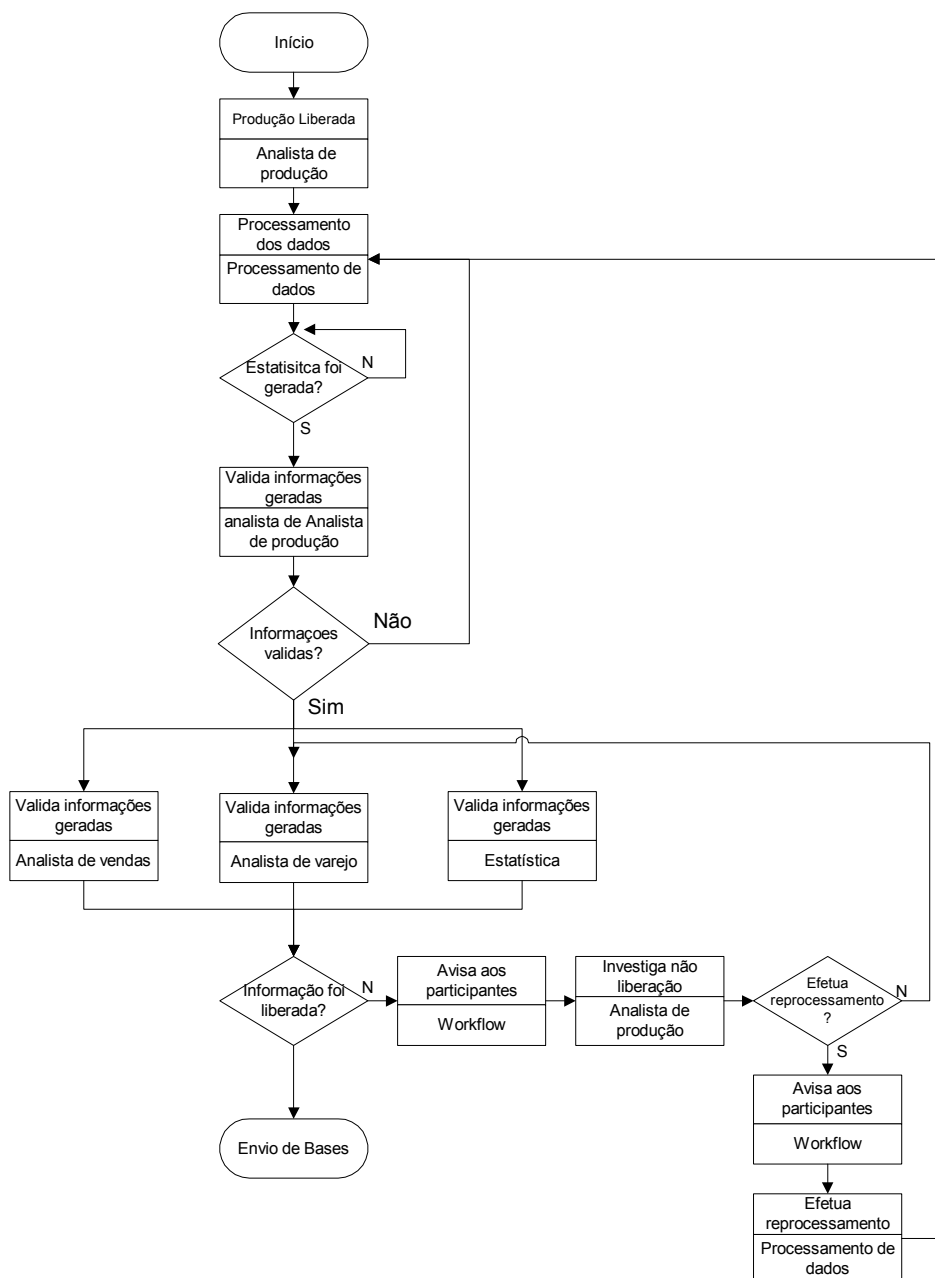 Início
Produção Liberada
Analista de
produção
Processamento
dos dados
Processamento de
dados
Estatisitca foi
gerada?
N
S
Valida informações
geradas
analista de Analista
de produção
Informaçoes
validas?
Não
Sim
Valida informações
geradas
Analista de vendas
Valida informações
geradas
Analista de varejo
Valida informações
geradas
Estatística
Informação foi
liberada?
N
Avisa aos
participantes
Workflow
Investiga não
liberação
Analista de
produção
Efetua
reprocessamento
?
N
S
Envio de Bases
Avisa aos
participantes
Workflow
Efetua
reprocessamento
Processamento de
dados